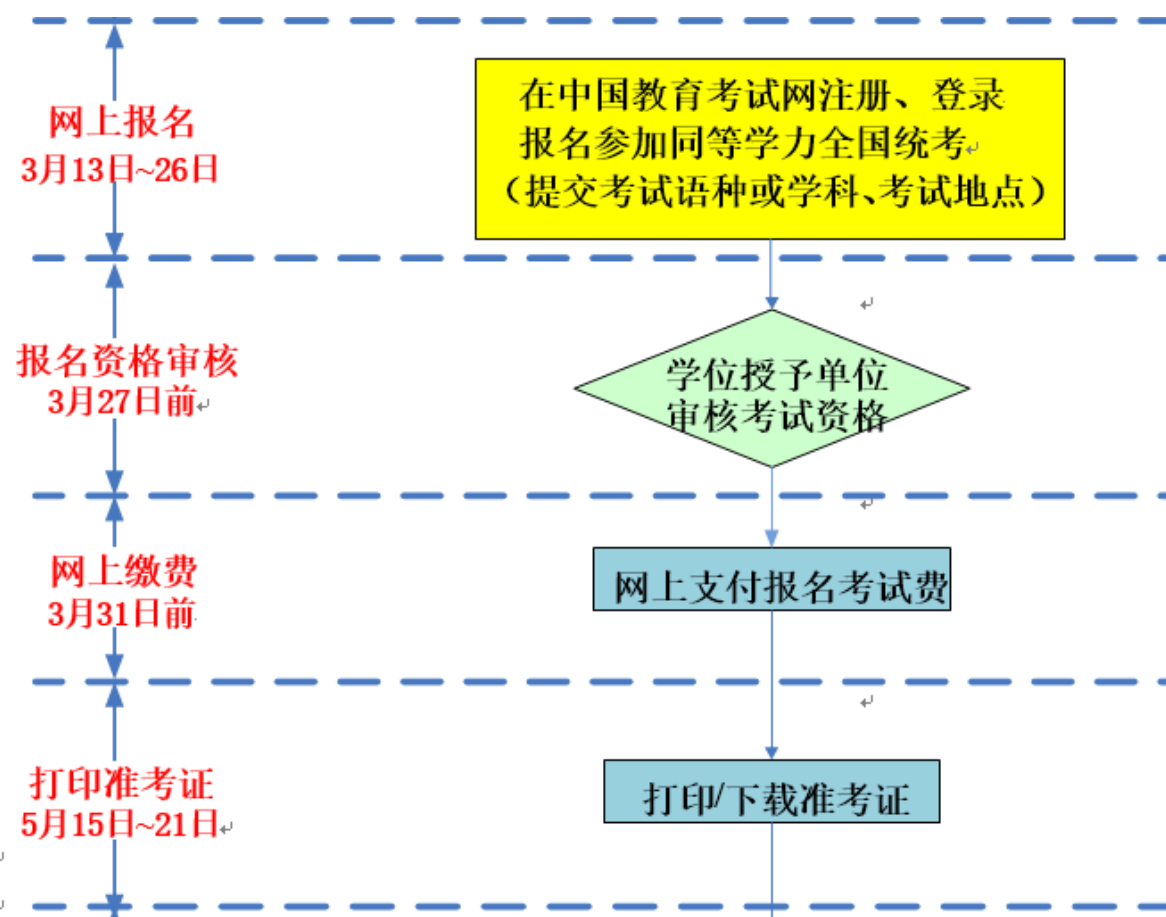 网上报名
3月13日~26日
在中国教育考试网注册、登录
报名参加同等学力全国统考
（提交考试语种或学科、考试地点）
报名资格审核
3月27日前
学位授予单位
审核考试资格
网上缴费
3月31日前
网上支付报名考试费
打印准考证
5月15日~21日
打印/下载准考证